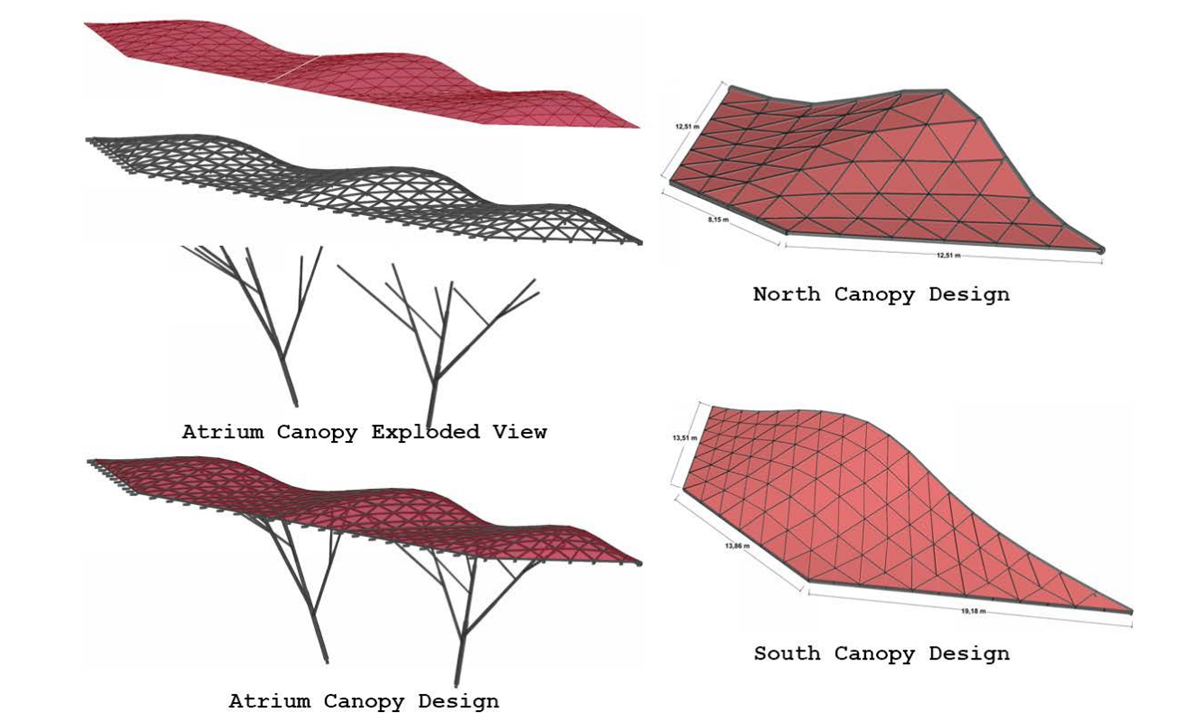 12,51 m
8,15 m
12,51 m
North Canopy Design
Atrium Canopy Exploded View
13,51 m
13,86 m
19,18 m
South Canopy Design
Atrium Canopy Design